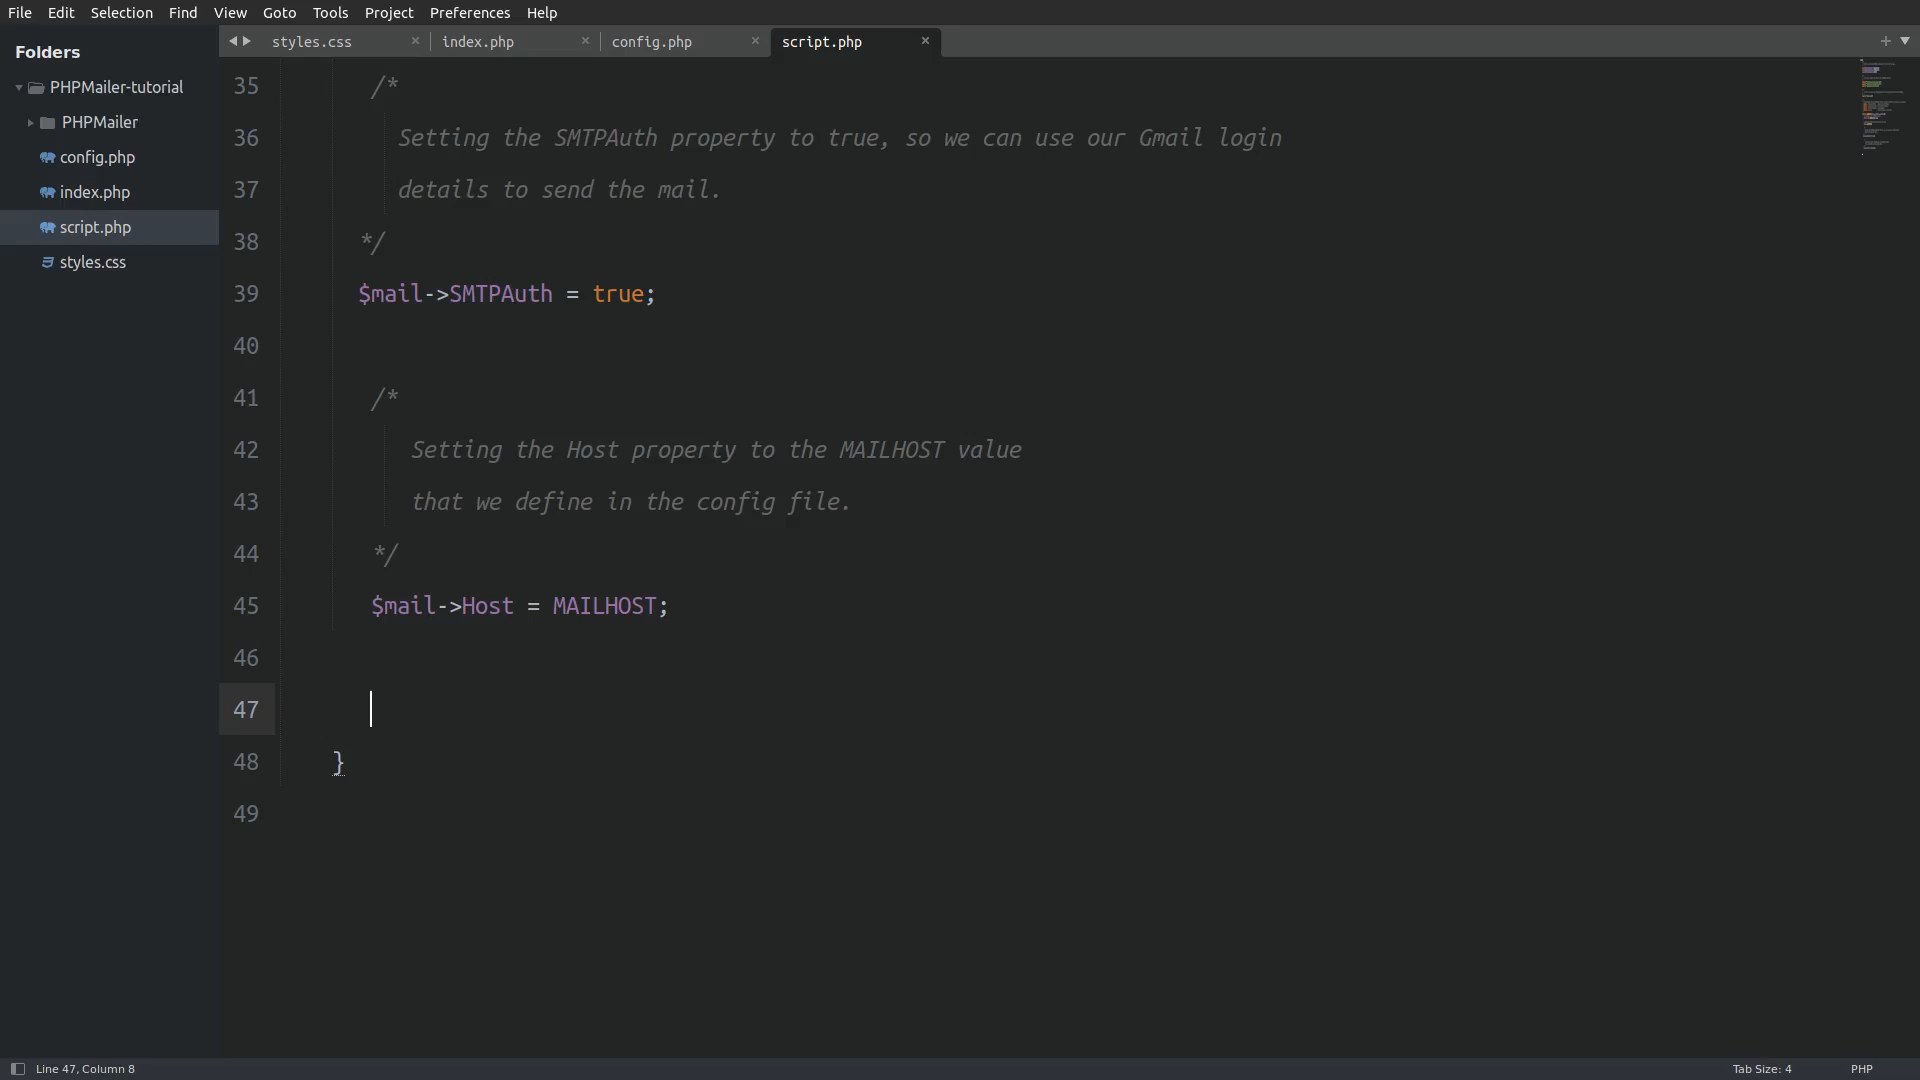 File Edit Selection Find View Goto Tools Project Preferences Help
Folders
PHPMailer-tutorial
PHPMailer
config.php
index.php
script.php
styles.css
styles.css × index.php × config.php × script.php ×
35 /*
36 Setting the SMTPAuth property to true, so we can use our Gmail login
37 details to send the mail.
38 */
39 $mail->SMTPAuth = true;
40
41 /*
42 Setting the Host property to the MAILHOST value
43 that we define in the config file.
44 */
45 $mail->Host = MAILHOST;
46
47
48 }
49
Line 47, Column 8
Tab Size: 4
PHP